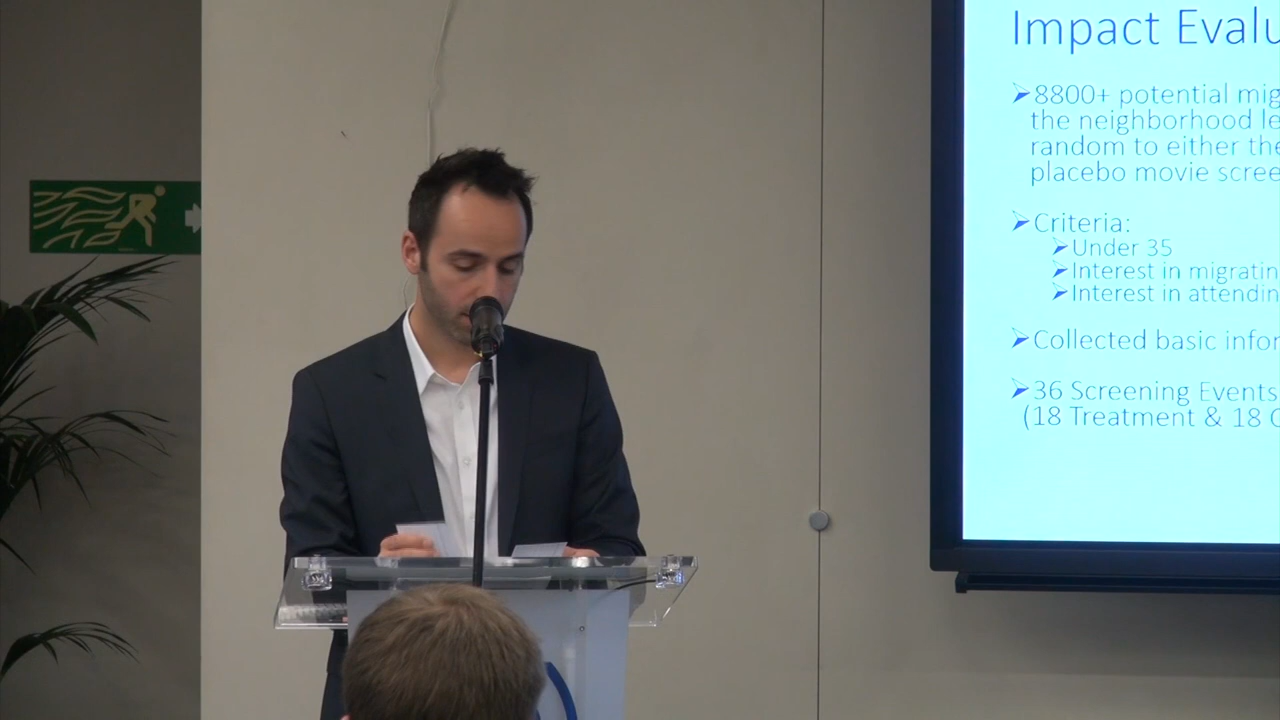 Impact Evalu
➢8800+ potential mig
the neighborhood le
random to either the
placebo movie scree
➢Criteria:
➢Under 35
➢Interest in migratin
➢Interest in attendin
➢Collected basic infor
➢36 Screening Events
(18 Treatment & 18 C